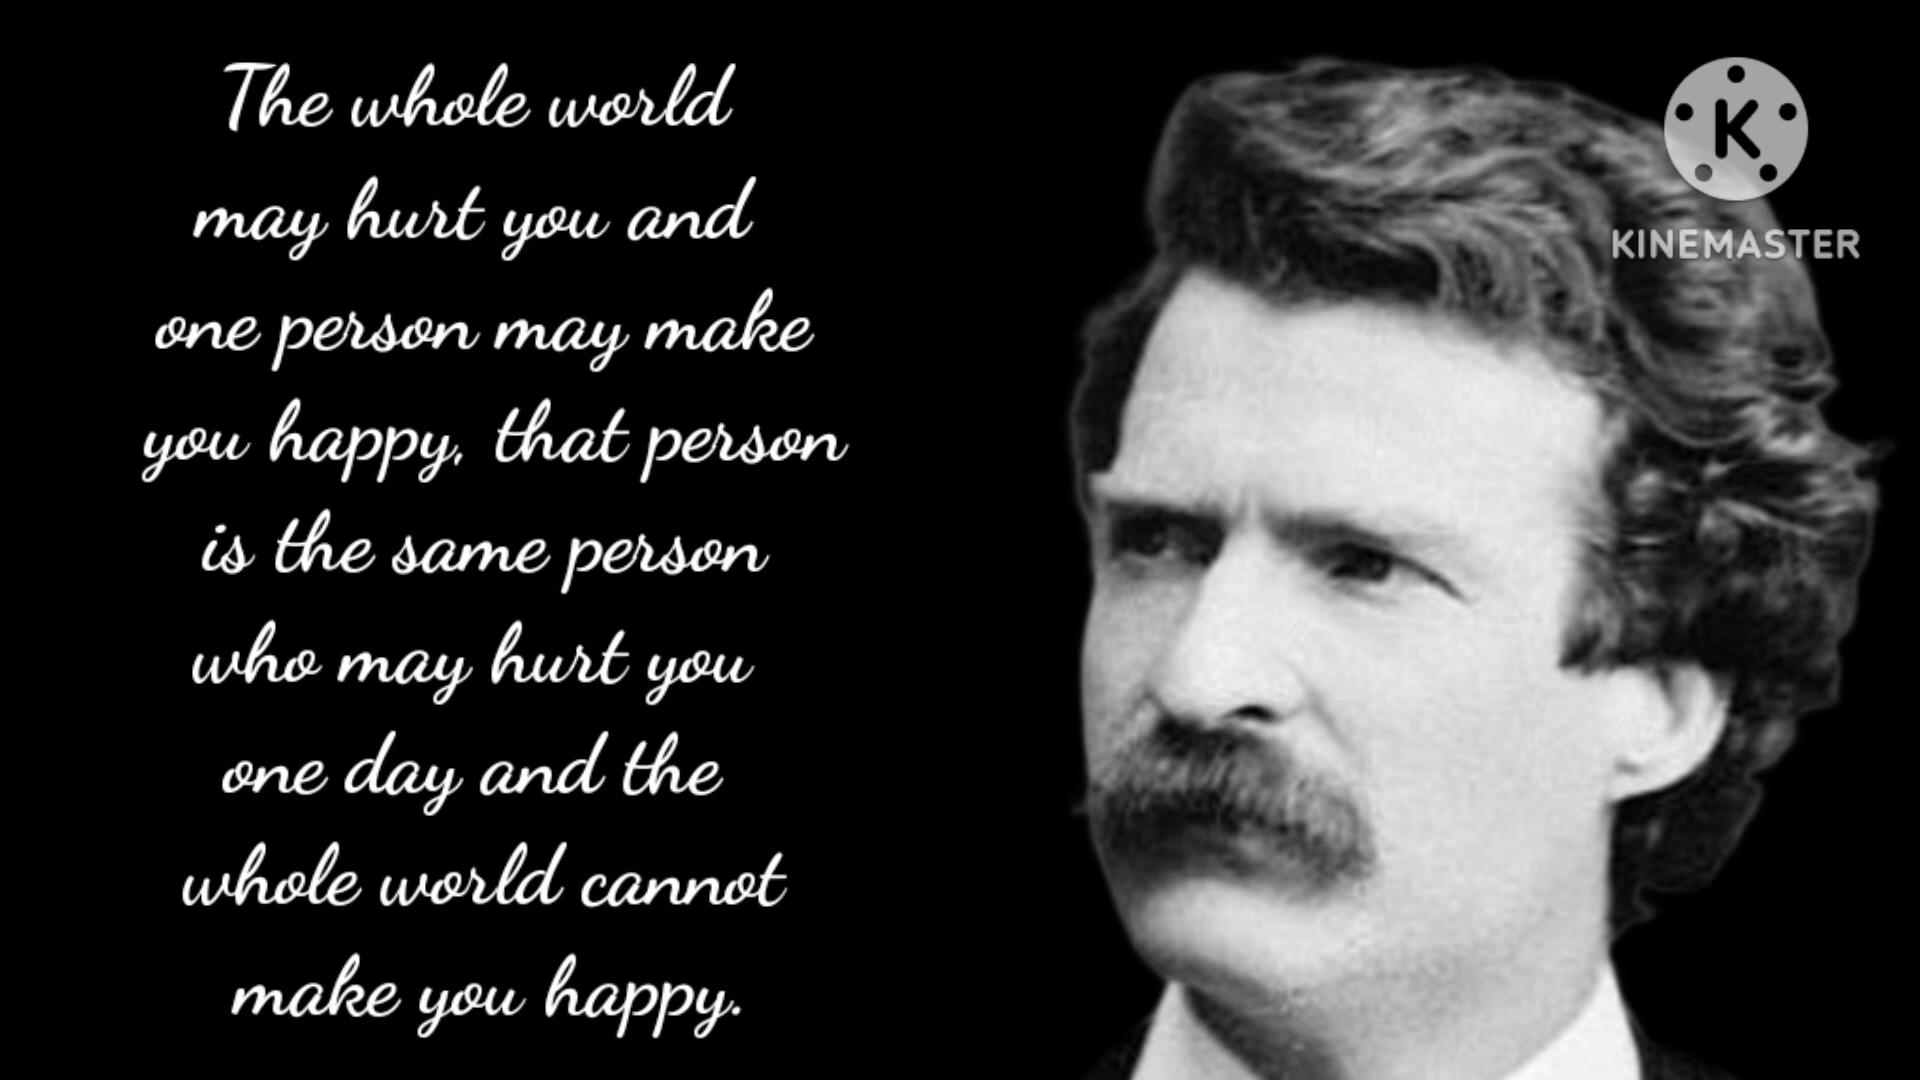 The whole world
may hurt you and
one person may make
you happy, that person
is the same person
who may hurt you
one day and the
whole world cannot
make you happy.
K
KINEMASTER